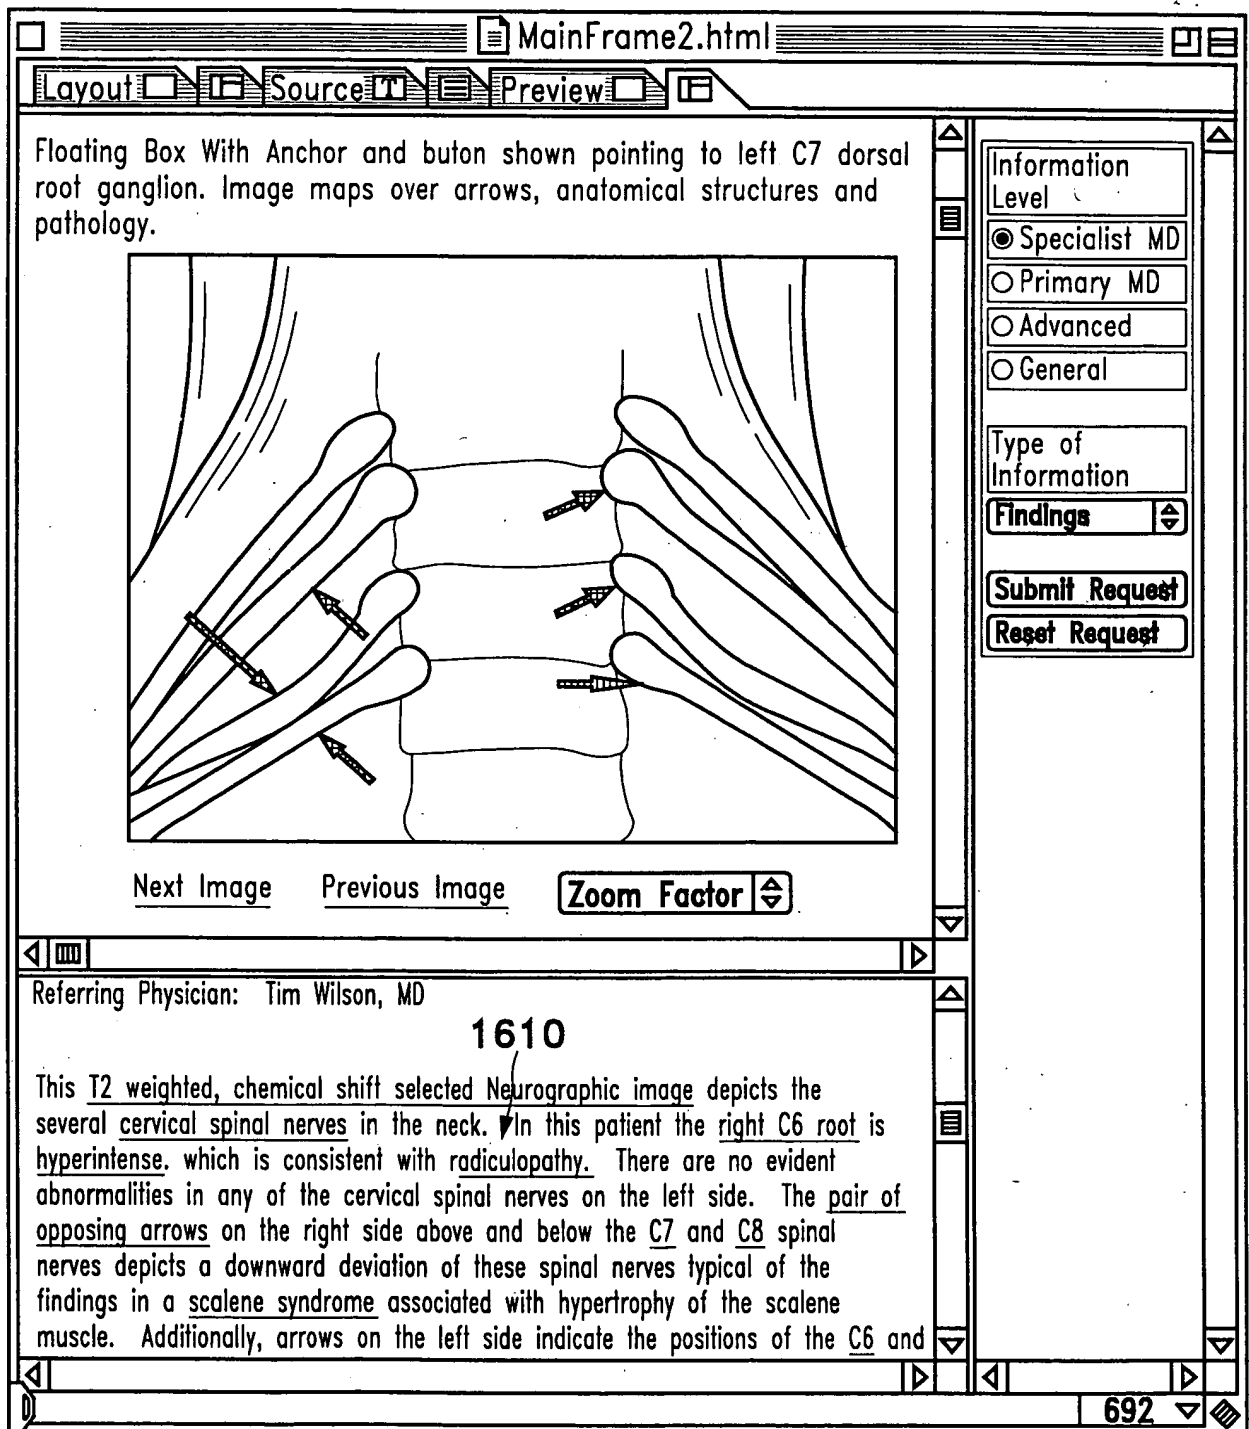 MainFrame2.html
Layout
Source T
Preview
Floating Box With Anchor and buton shown pointing to left C7 dorsal
root ganglion. Image maps over arrows, anatomical structures and
pathology.
Next Image Previous Image Zoom Factor
Information
Level
Specialist MD
Primary MD
Advanced
General
Type of
Information
Findings
Submit Request
Reset Request
Referring Physician: Tim Wilson, MD
1610
This T2 weighted, chemical shift selected Neurographic image depicts the
several cervical spinal nerves in the neck. In this patient the right C6 root is
hyperintense. which is consistent with radiculopathy. There are no evident
abnormalities in any of the cervical spinal nerves on the left side. The pair of
opposing arrows on the right side above and below the C7 and C8 spinal
nerves depicts a downward deviation of these spinal nerves typical of the
findings in a scalene syndrome associated with hypertrophy of the scalene
muscle. Additionally, arrows on the left side indicate the positions of the C6 and
692